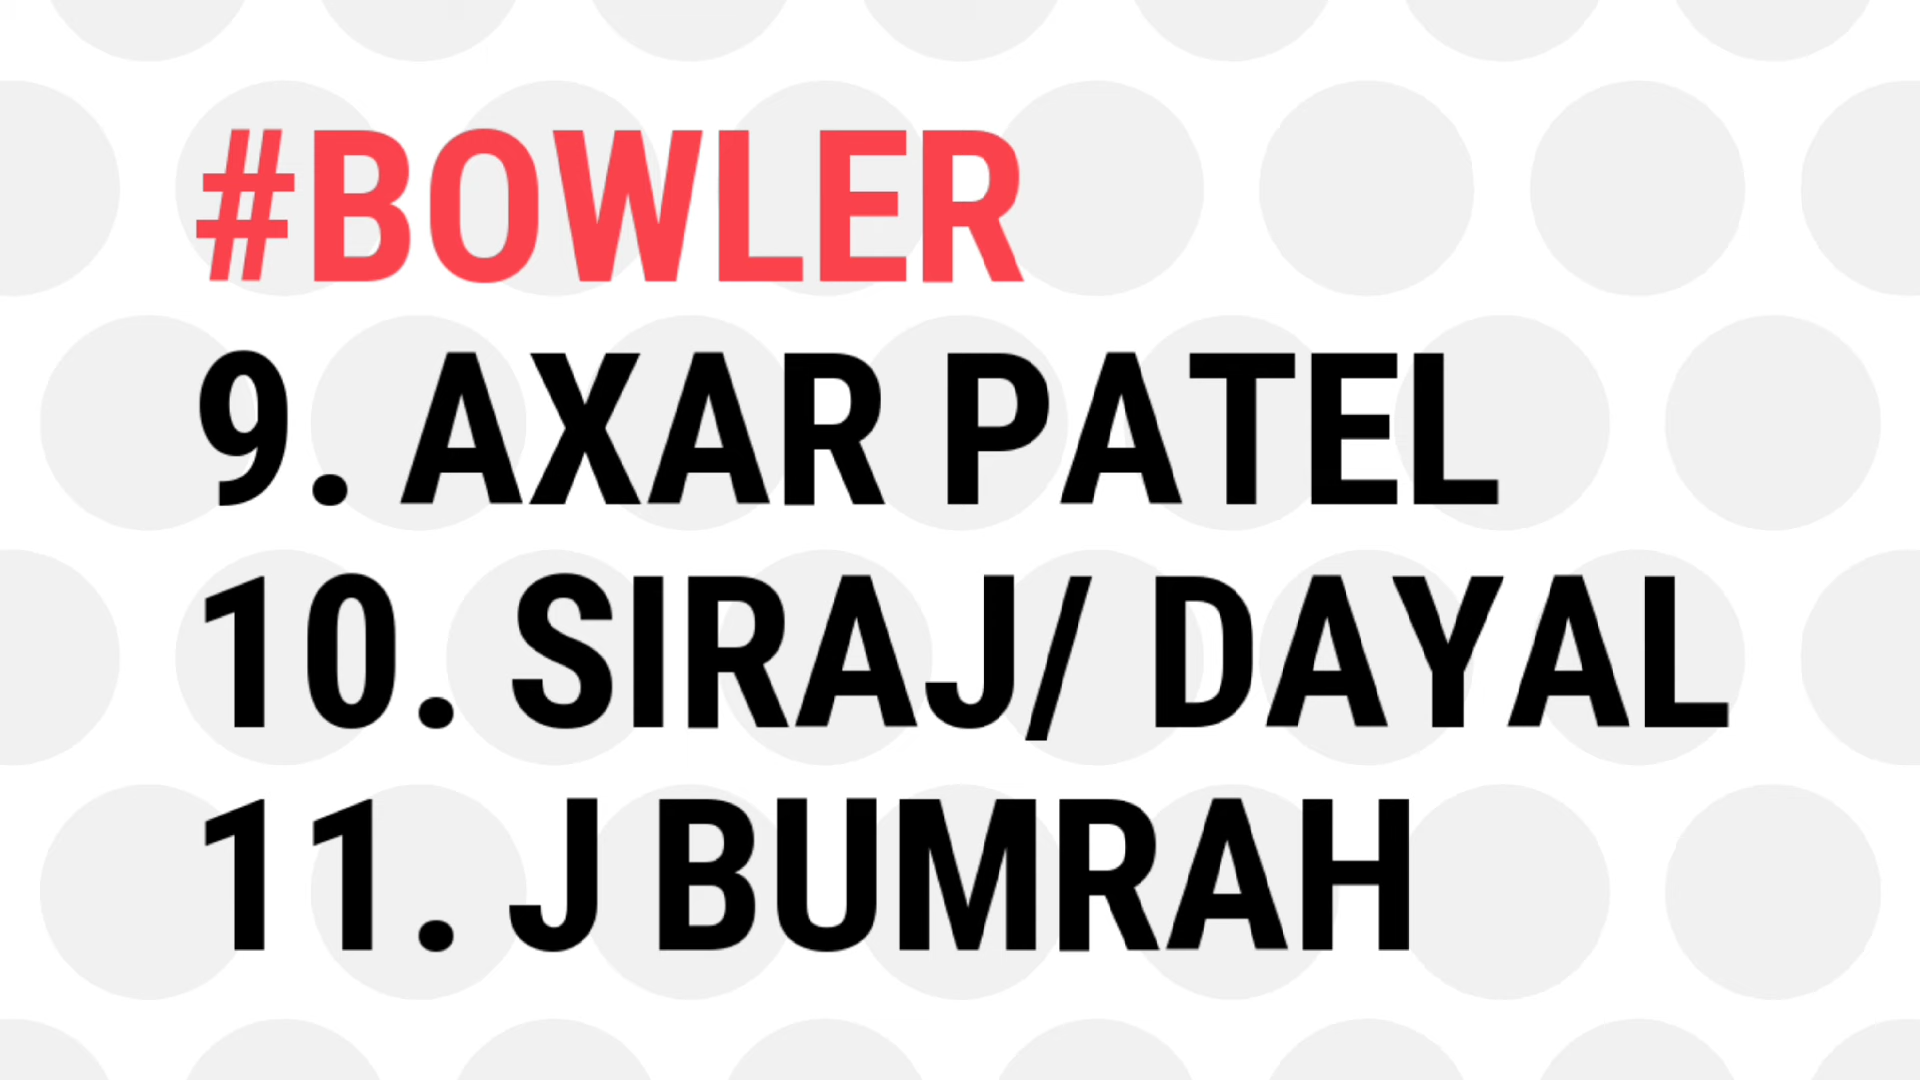 #BOWLER
9. AXAR PATEL
10. SIRAJ/ DAYAL
11. J BUMRAH